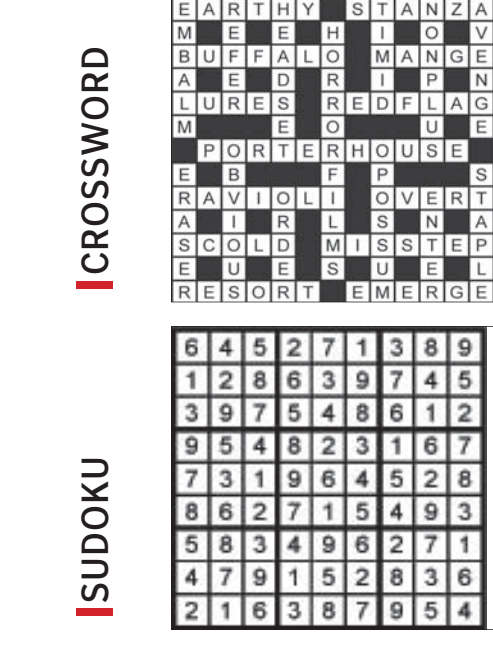 CROSSWORD
E A R T H Y S T A N Z A
M E E H I O V
B U F F A L O M A N G E
A E D R I P N
L U R E S R E D F L A G
M E O U E
P O R T E R H O U S E
E B F P S
R A V I O L I O V E R T
A I R L S N A
S C O L D M I S S T E P
E U E S U E L
R E S O R T E M E R G E
SUDOKU
6 4 5 2 7 1 3 8 9
1 2 8 6 3 9 7 4 5
3 9 7 5 4 8 6 1 2
9 5 4 8 2 3 1 6 7
7 3 1 9 6 4 5 2 8
8 6 2 7 1 5 4 9 3
5 8 3 4 9 6 2 7 1
4 7 9 1 5 2 8 3 6
2 1 6 3 8 7 9 5 4